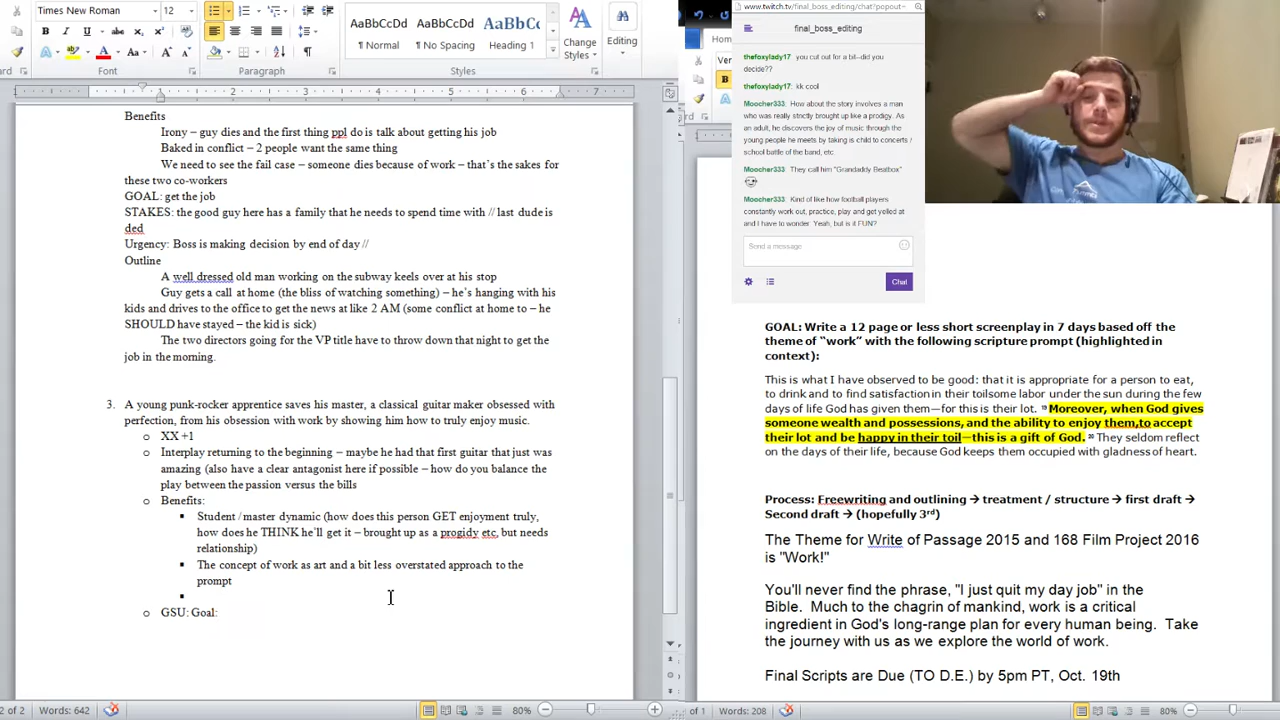 Times New Roman
12
AaBbCcDd
AaBbCcDd
AaBbCc
¶ Normal
¶ No Spacing
Heading 1
Change
Styles
Editing
Font
Paragraph
Styles
Benefits
Irony – guy dies and the first thing ppl do is talk about getting his job
Baked in conflict – 2 people want the same thing
We need to see the fail case – someone dies because of work – that's the sakes for
these two co-workers
GOAL: get the job
STAKES: the good guy here has a family that he needs to spend time with // last dude is
ded
Urgency: Boss is making decision by end of day //
Outline
A well dressed old man working on the subway keels over at his stop
Guy gets a call at home (the bliss of watching something) – he's hanging with his
kids and drives to the office to get the news at like 2 AM (some conflict at home to – he
SHOULD have stayed – the kid is sick)
The two directors going for the VP title have to throw down that night to get the
job in the morning.
3. A young punk-rocker apprentice saves his master, a classical guitar maker obsessed with
perfection, from his obsession with work by showing him how to truly enjoy music.
o XX +1
o Interplay returning to the beginning – maybe he had that first guitar that just was
amazing (also have a clear antagonist here if possible – how do you balance the
play between the passion versus the bills
o Benefits:
▪ Student / master dynamic (how does this person GET enjoyment truly,
how does he THINK he'll get it – brought up as a progidy etc, but needs
relationship)
▪ The concept of work as art and a bit less overstated approach to the
prompt
▪
o GSU: Goal:
2 of 2
Words: 642
80%
www.twitch.tv/final_boss_editing/chat?popout=
final_boss_editing
thefoxylady17: you cut out for a bit--did you
decide??
thefoxylady17: kk cool
Moocher333: How about the story involves a man
who was really strictly brought up like a prodigy. As
an adult, he discovers the joy of music through the
young people he meets by taking is child to concerts /
school battle of the band, etc.
Moocher333: They call him "Grandaddy Beatbox"
Moocher333: Kind of like how football players
constantly work out, practice, play and get yelled at
and I have to wonder. Yeah, but is it FUN?
Send a message
Chat
GOAL: Write a 12 page or less short screenplay in 7 days based off the
theme of "work" with the following scripture prompt (highlighted in
context):
This is what I have observed to be good: that it is appropriate for a person to eat,
to drink and to find satisfaction in their toilsome labor under the sun during the few
days of life God has given them—for this is their lot. 19 Moreover, when God gives
someone wealth and possessions, and the ability to enjoy them,to accept
their lot and be happy in their toil—this is a gift of God. 20 They seldom reflect
on the days of their life, because God keeps them occupied with gladness of heart.
Process: Freewriting and outlining → treatment / structure → first draft →
Second draft → (hopefully 3rd)
The Theme for Write of Passage 2015 and 168 Film Project 2016
is "Work!"
You'll never find the phrase, "I just quit my day job" in the
Bible. Much to the chagrin of mankind, work is a critical
ingredient in God's long-range plan for every human being. Take
the journey with us as we explore the world of work.
Final Scripts are Due (TO D.E.) by 5pm PT, Oct. 19th
of 1
Words: 208
80%